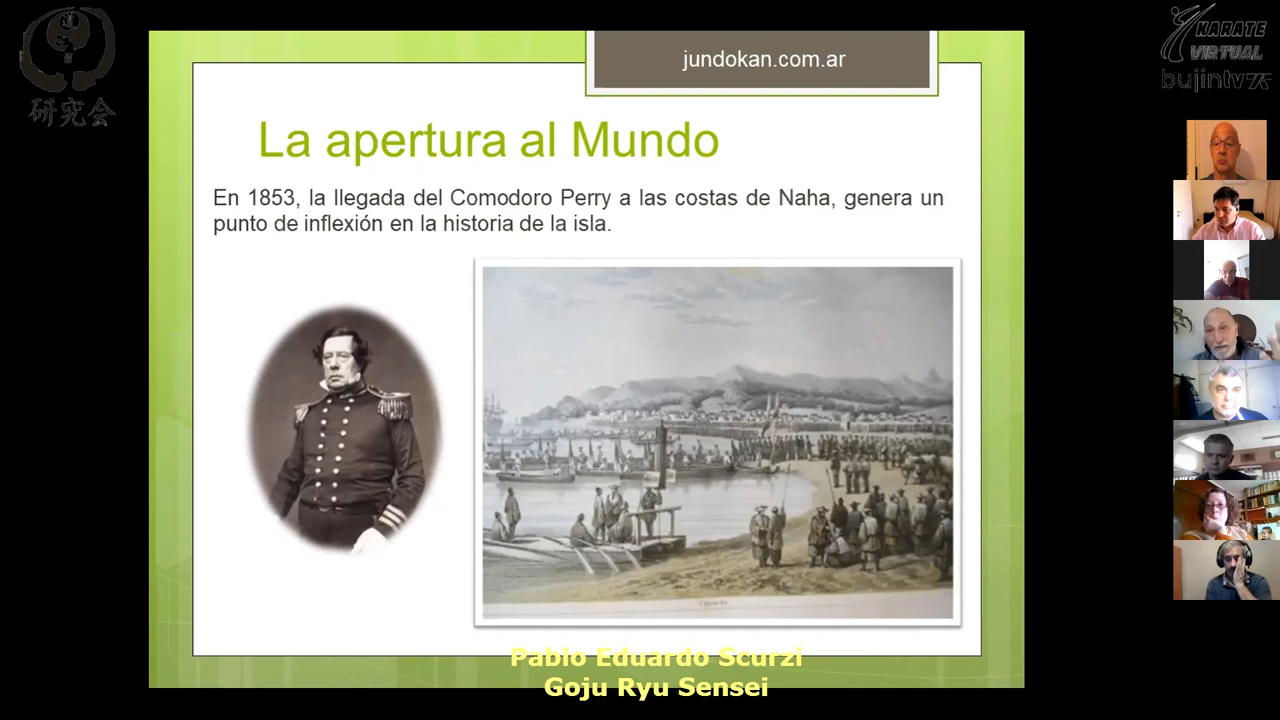 jundokan.com.ar
KARATE
VIRTUAL
bujintv
研究会
La apertura al Mundo
En 1853, la llegada del Comodoro Perry a las costas de Naha, genera un
punto de inflexión en la historia de la isla.
Pablo Eduardo Scurzi
Goju Ryu Sensei